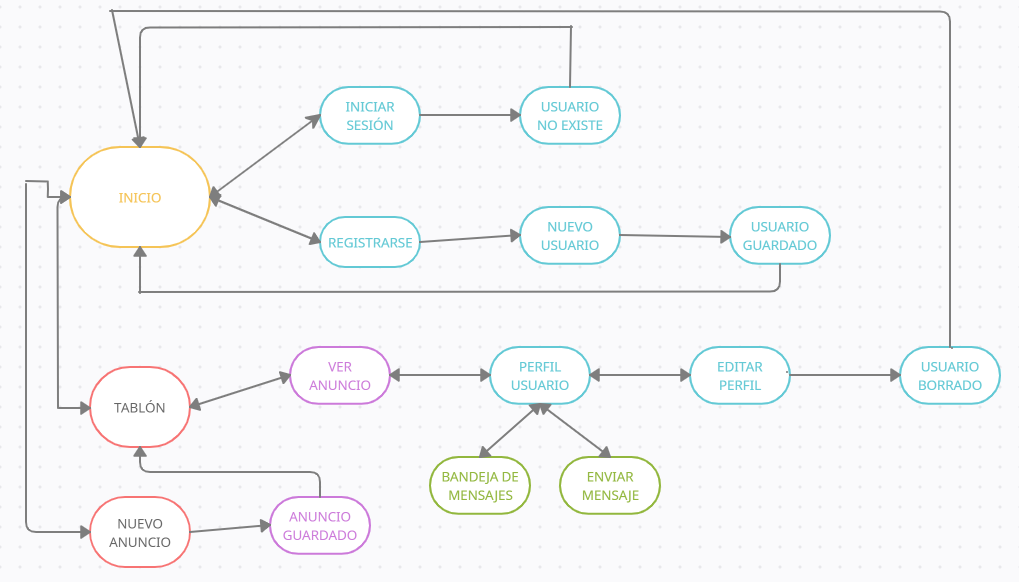 INICIAR
SESIÓN
USUARIO
NO EXISTE
INICIO
REGISTRARSE
NUEVO
USUARIO
USUARIO
GUARDADO
VER
ANUNCIO
PERFIL
USUARIO
EDITAR
PERFIL
USUARIO
BORRADO
TABLÓN
BANDEJA DE
MENSAJES
ENVIAR
MENSAJE
NUEVO
ANUNCIO
ANUNCIO
GUARDADO